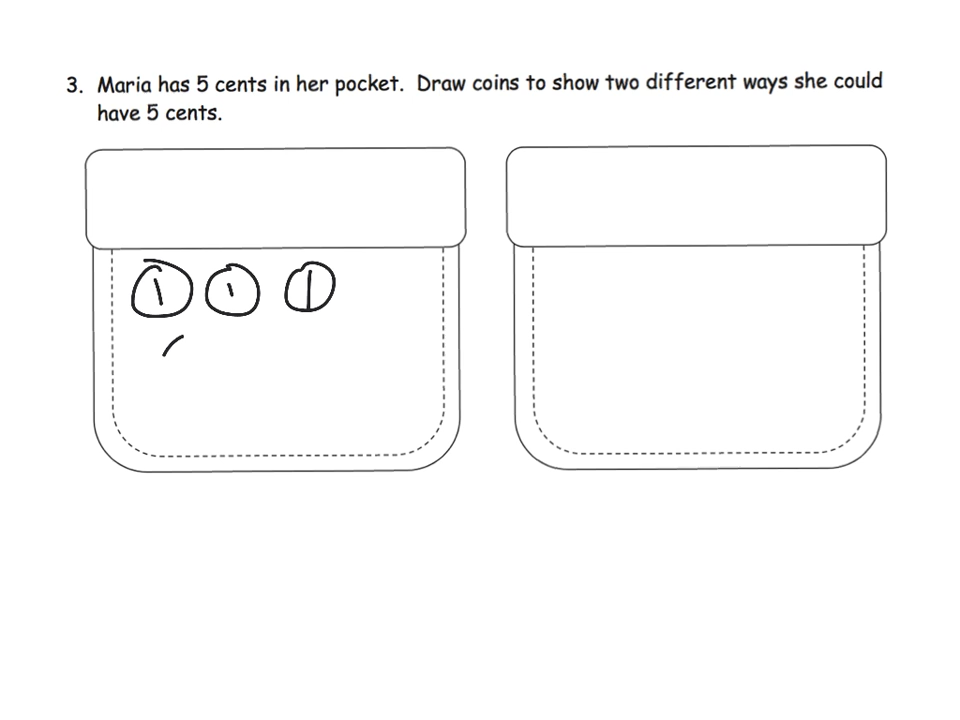 3. Maria has 5 cents in her pocket. Draw coins to show two different ways she could
have 5 cents.
1 1 1